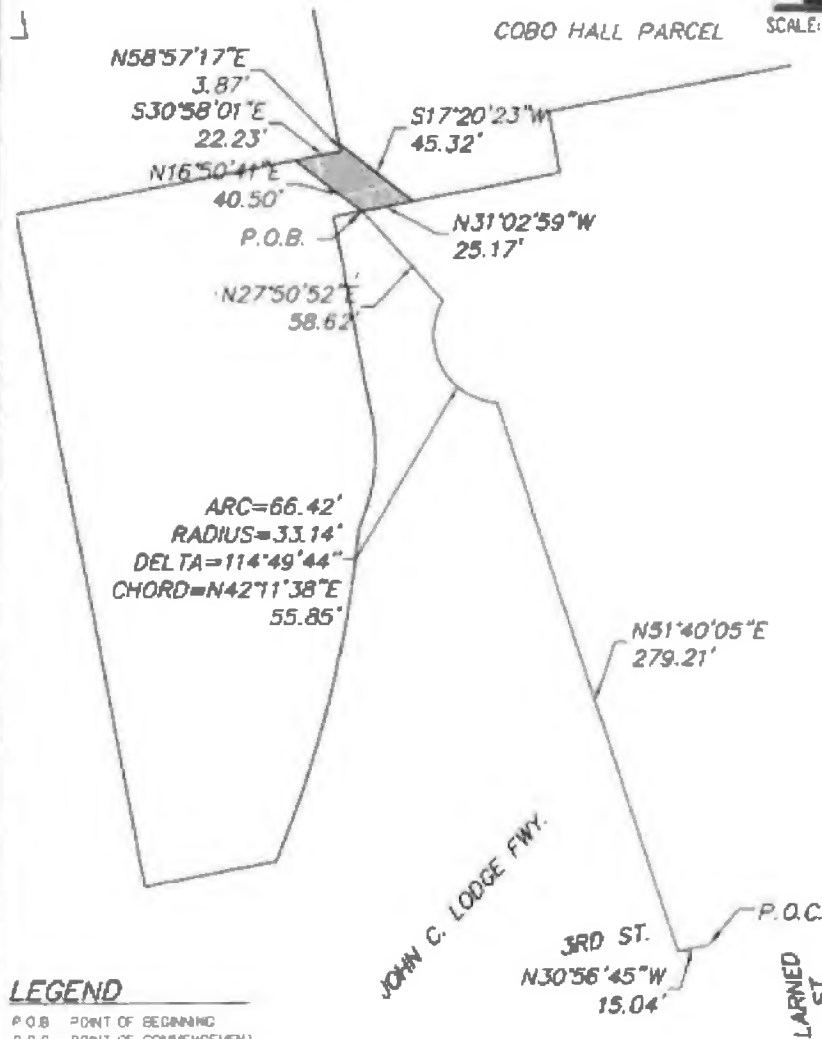 COBO HALL PARCEL
SCALE:
N58°57'17"E
3.87'
S30°58'01"E
22.23'
S17°20'23"W
45.32'
N16°50'41"E
40.50'
P.O.B.
N31°02'59"W
25.17'
N27°50'52"E
58.62'
ARC=66.42'
RADIUS=33.14'
DELTA=114°49'44"
CHORD=N42°11'38"E
55.85'
N51°40'05"E
279.21'
JOHN C. LODGE FWY.
3RD ST.
P.O.C.
N30°56'45"W
15.04'
LARNED
ST.
LEGEND
P.O.B. POINT OF BEGINNING
POINT OF COMMENCEMENT